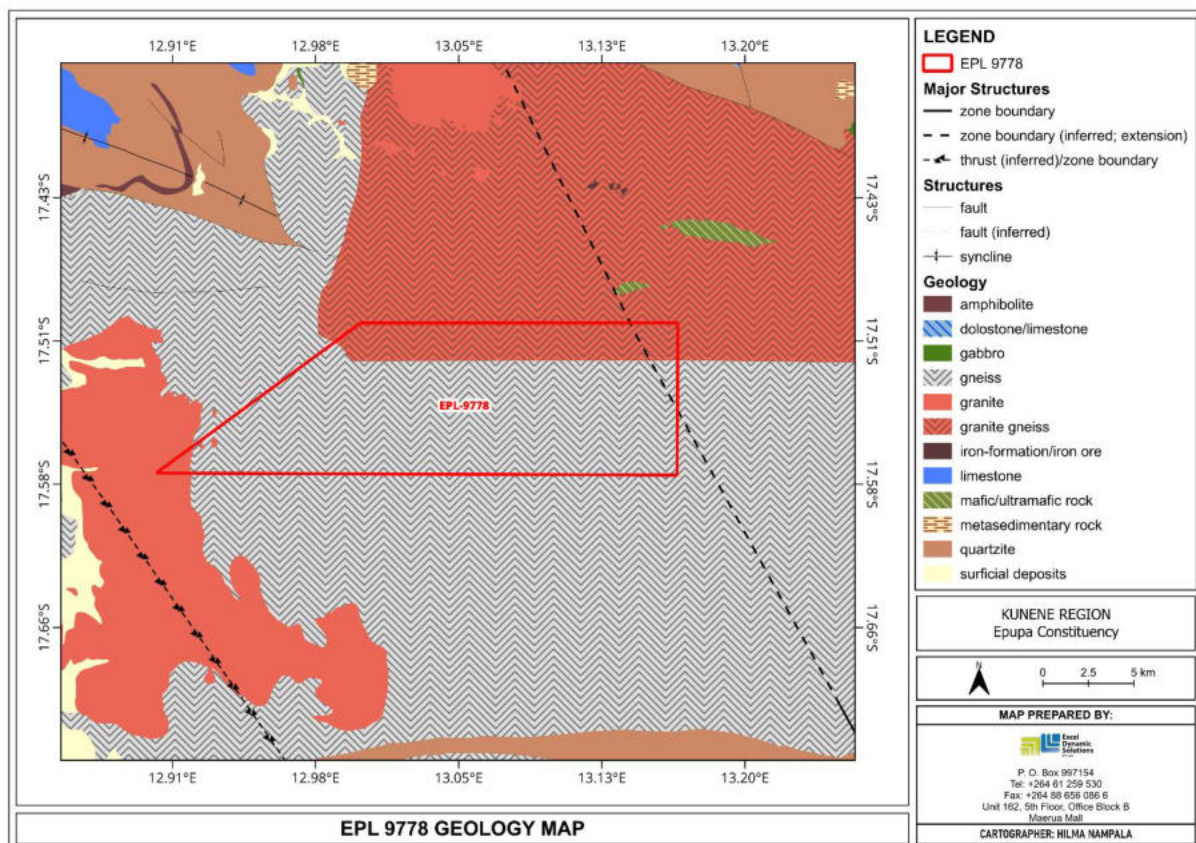 12.91°E 12.98°E 13.05°E 13.13°E 13.20°E
17.43°S 17.43°S
17.51°S 17.51°S
EPL-9778
17.58°S 17.58°S
17.66°S 17.66°S
12.91°E 12.98°E 13.05°E 13.13°E 13.20°E
EPL 9778 GEOLOGY MAP
LEGEND
EPL 9778
Major Structures
zone boundary
zone boundary (inferred; extension)
thrust (inferred)/zone boundary
Structures
fault
fault (inferred)
syncline
Geology
amphibolite
dolostone/limestone
gabbro
gneiss
granite
granite gneiss
iron-formation/iron ore
limestone
mafic/ultramafic rock
metasedimentary rock
quartzite
surficial deposits
KUNENE REGION
Epupa Constituency
N
0 2.5 5 km
MAP PREPARED BY:
Excel
Dynamic
Solutions
P. O. Box 997154
Tel: +264 61 259 530
Fax: +264 88 656 086 6
Unit 162, 5th Floor, Office Block B
Maerua Mall
CARTOGRAPHER: HILMA NAMPALA